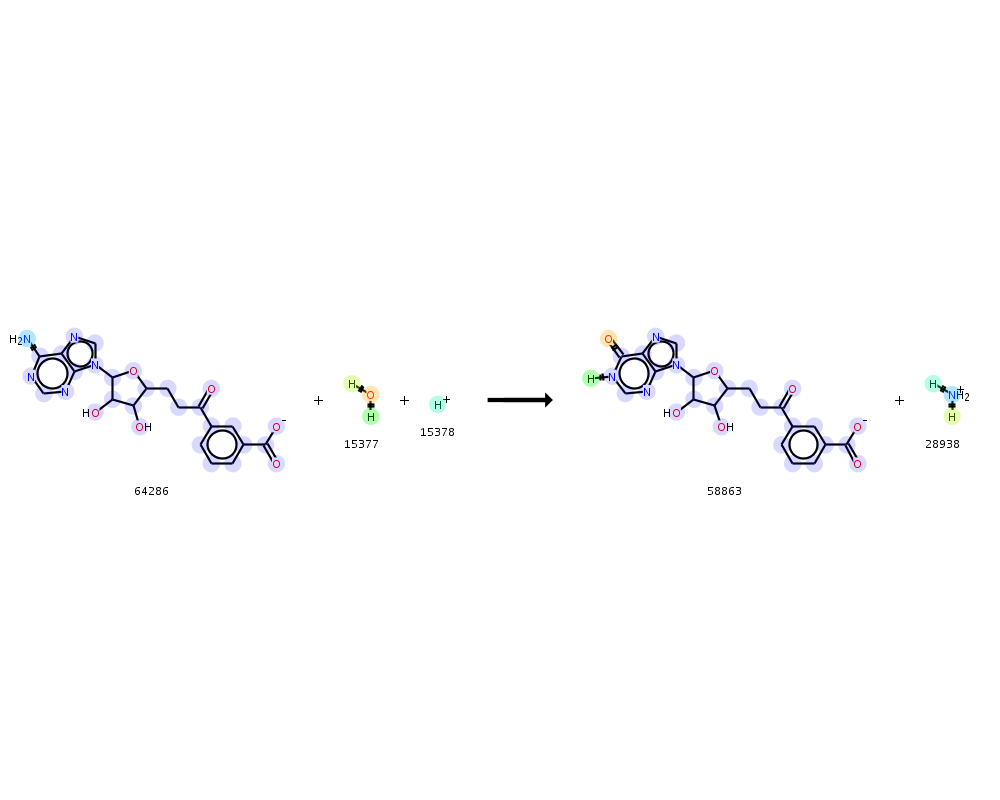 H₂N N N N N N O HO OH O O⁻ O
64286
+
H O H
15377
+
H⁺
15378
O N N H N N N O HO OH O O⁻ O
58863
+
H NH₂⁺ H
28938